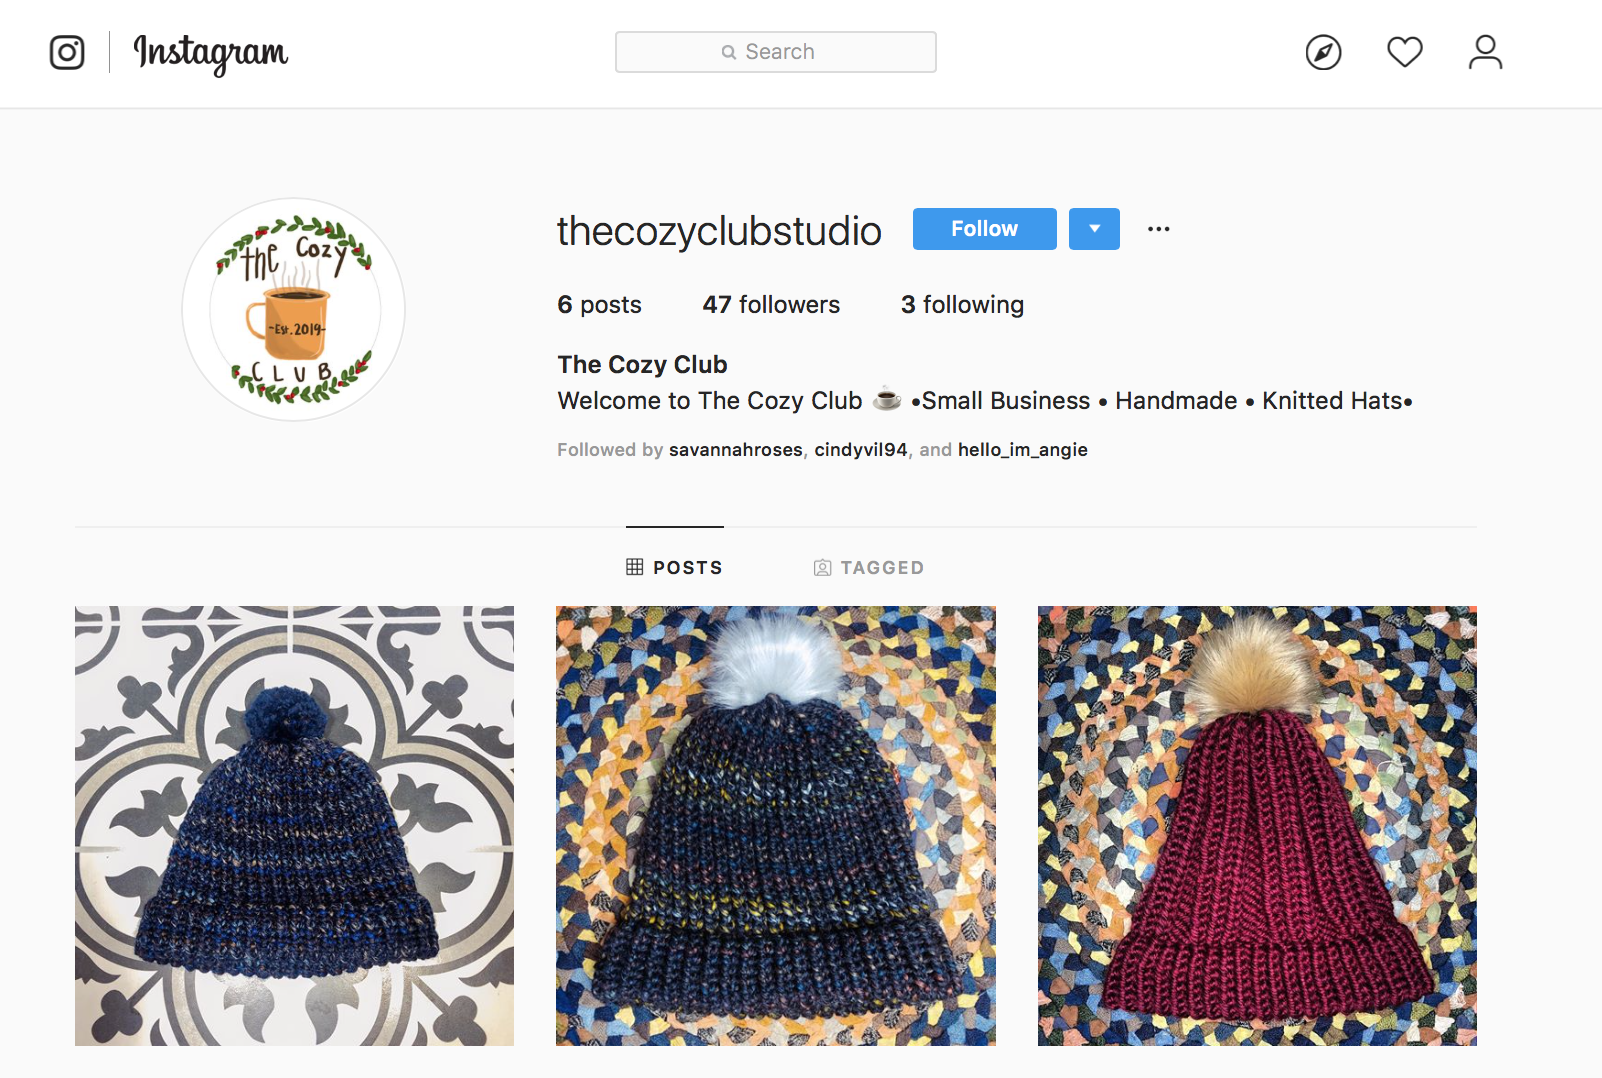 Instagram
Search
the Cozy
-Est.2019-
CLUB
thecozyclubstudio
Follow
6 posts 47 followers 3 following
The Cozy Club
Welcome to The Cozy Club ☕ •Small Business • Handmade • Knitted Hats•
Followed by savannahroses, cindyvil94, and hello_im_angie
POSTS TAGGED